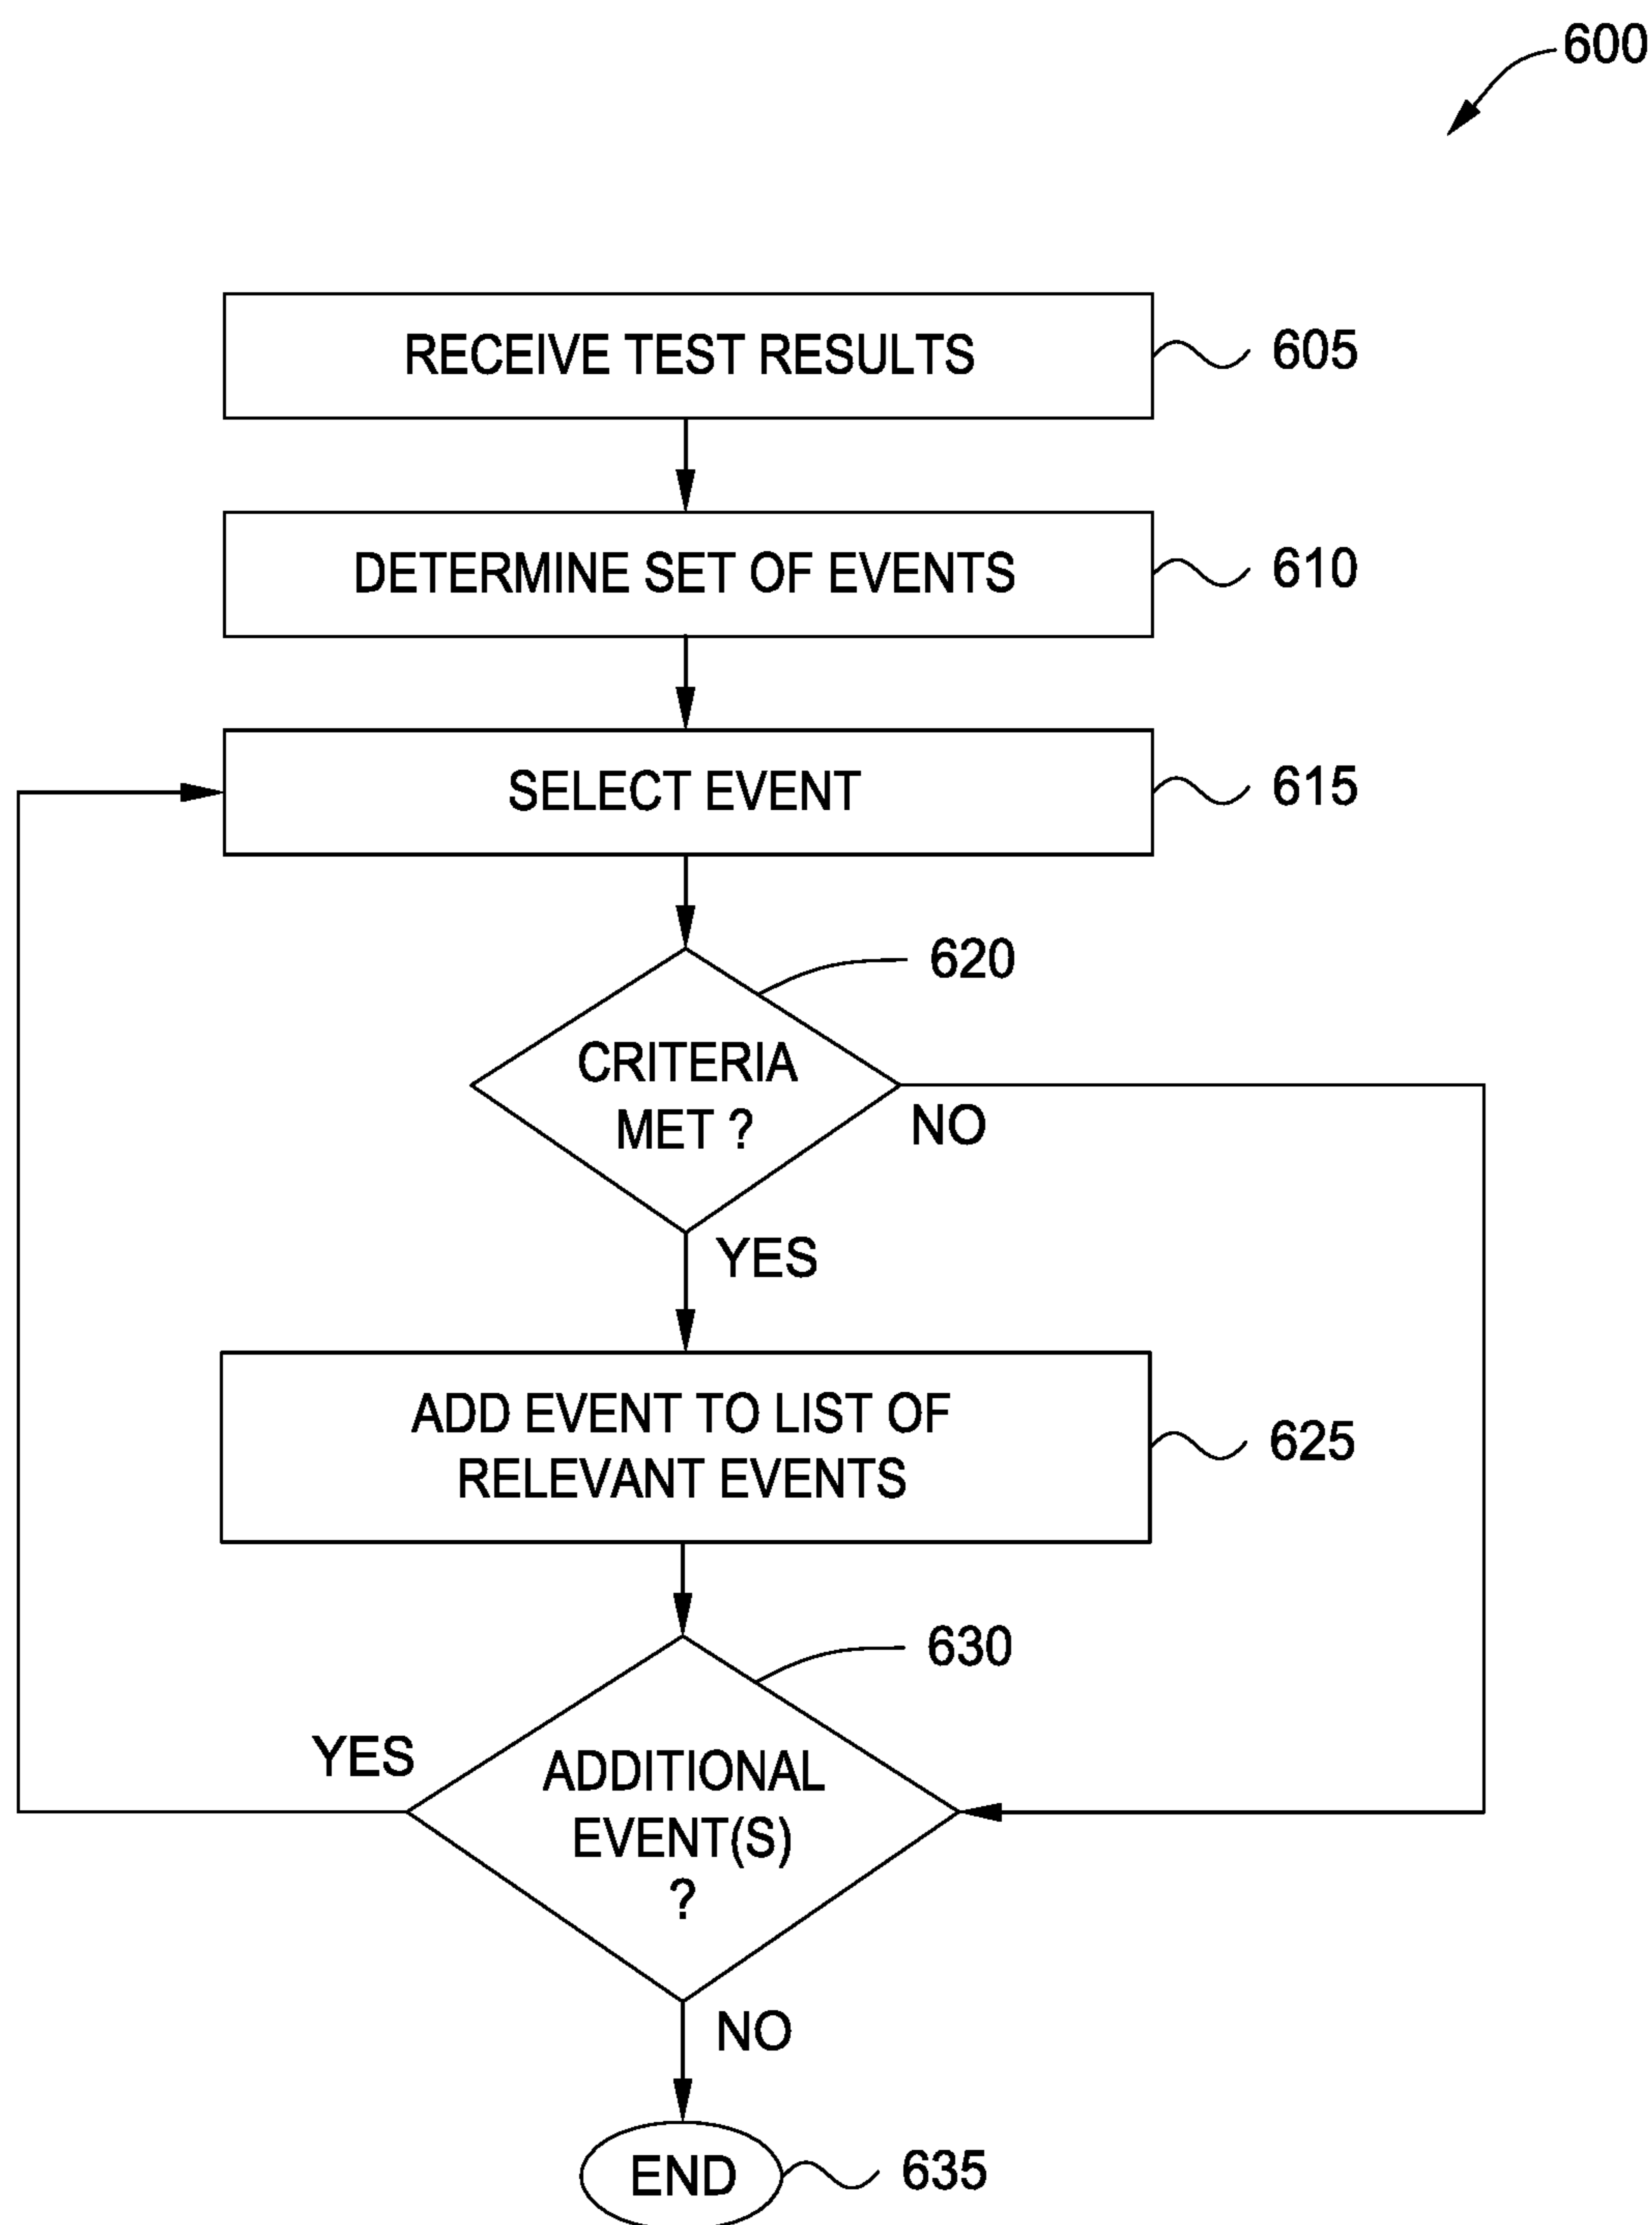 600
RECEIVE TEST RESULTS
605
DETERMINE SET OF EVENTS
610
SELECT EVENT
615
620
CRITERIA
MET ?
NO
YES
ADD EVENT TO LIST OF
RELEVANT EVENTS
625
630
YES
ADDITIONAL
EVENT(S)
?
NO
END
635